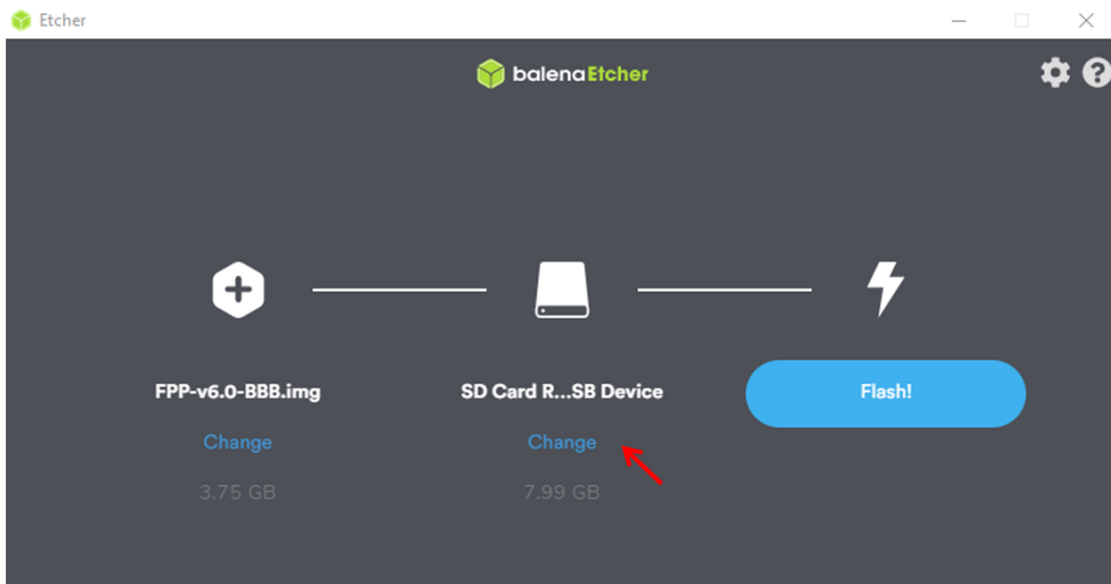 Etcher
balenaEtcher
FPP-v6.0-BBB.img
SD Card R...SB Device
Flash!
Change
Change
3.75 GB
7.99 GB